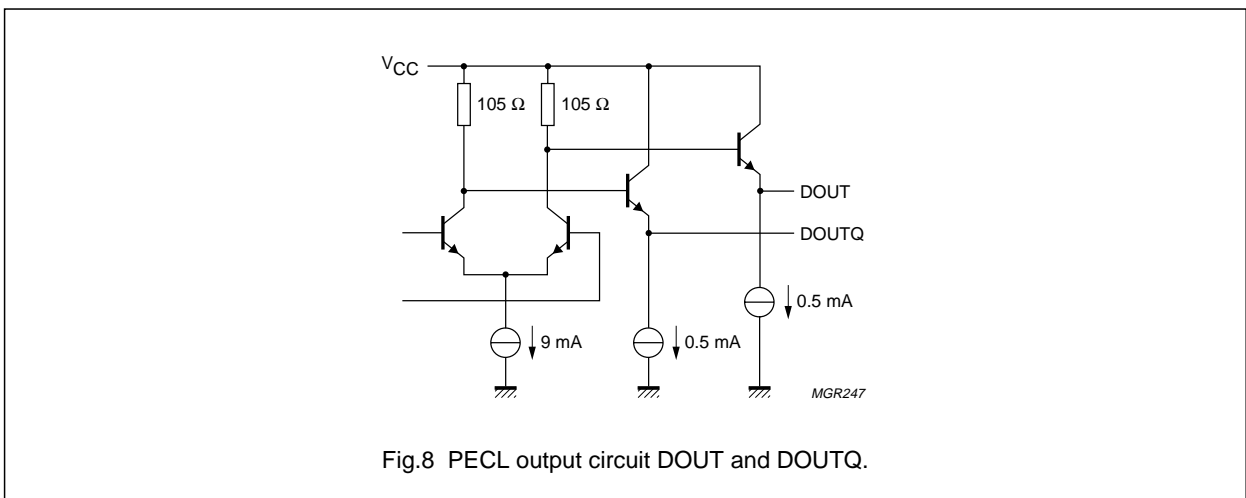 VCC
105 Ω 105 Ω
DOUT
DOUTQ
0.5 mA
9 mA 0.5 mA
MGR247
Fig.8 PECL output circuit DOUT and DOUTQ.